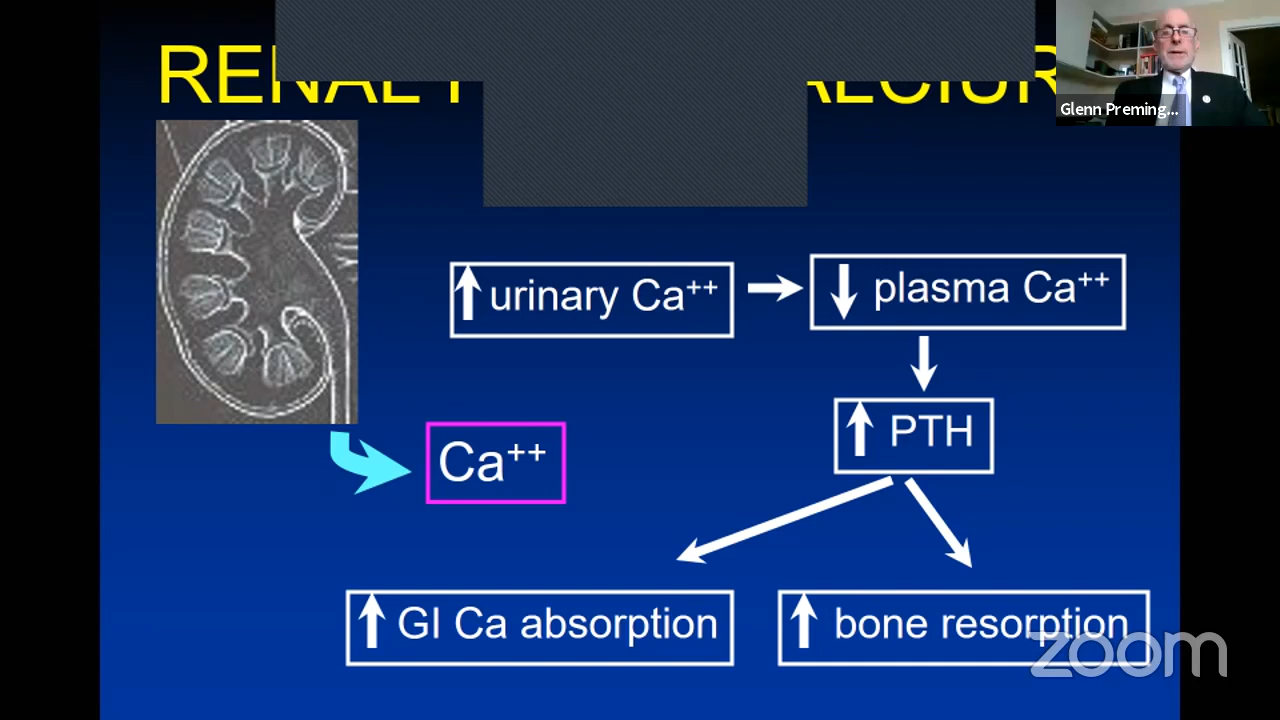 Glenn Preming...
↑ urinary Ca++
↓ plasma Ca++
↑ PTH
Ca++
↑ GI Ca absorption
↑ bone resorption
zoom